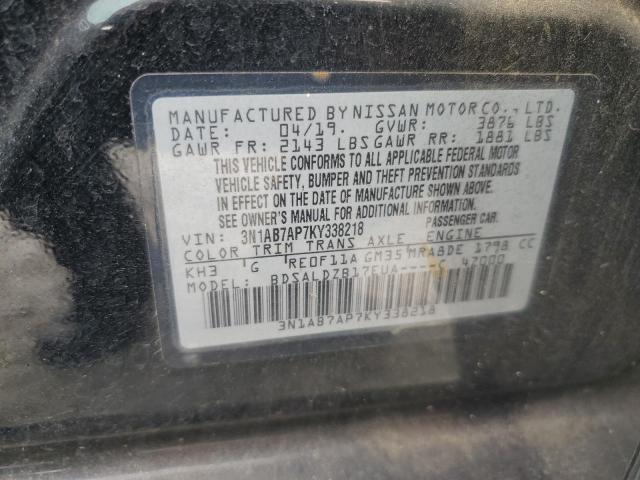 MANUFACTURED BY NISSAN MOTOR CO., LTD.
DATE: 04/19. GVWR: 3876 LBS
GAWR FR: 2143 LBS GAWR RR: 1881 LBS
THIS VEHICLE CONFORMS TO ALL APPLICABLE FEDERAL MOTOR
VEHICLE SAFETY, BUMPER AND THEFT PREVENTION STANDARDS
IN EFFECT ON THE DATE OF MANUFACTURE SHOWN ABOVE.
SEE OWNER'S MANUAL FOR ADDITIONAL INFORMATION.
VIN: 3N1AB7AP7KY338218 PASSENGER CAR.
COLOR TRIM TRANS AXLE ENGINE
KH3 G RE0F11A GM35 MRA8DE 1798 CC
MODEL: BDSALDZB17EUA---- 47000
3N1AB7AP7KY338218